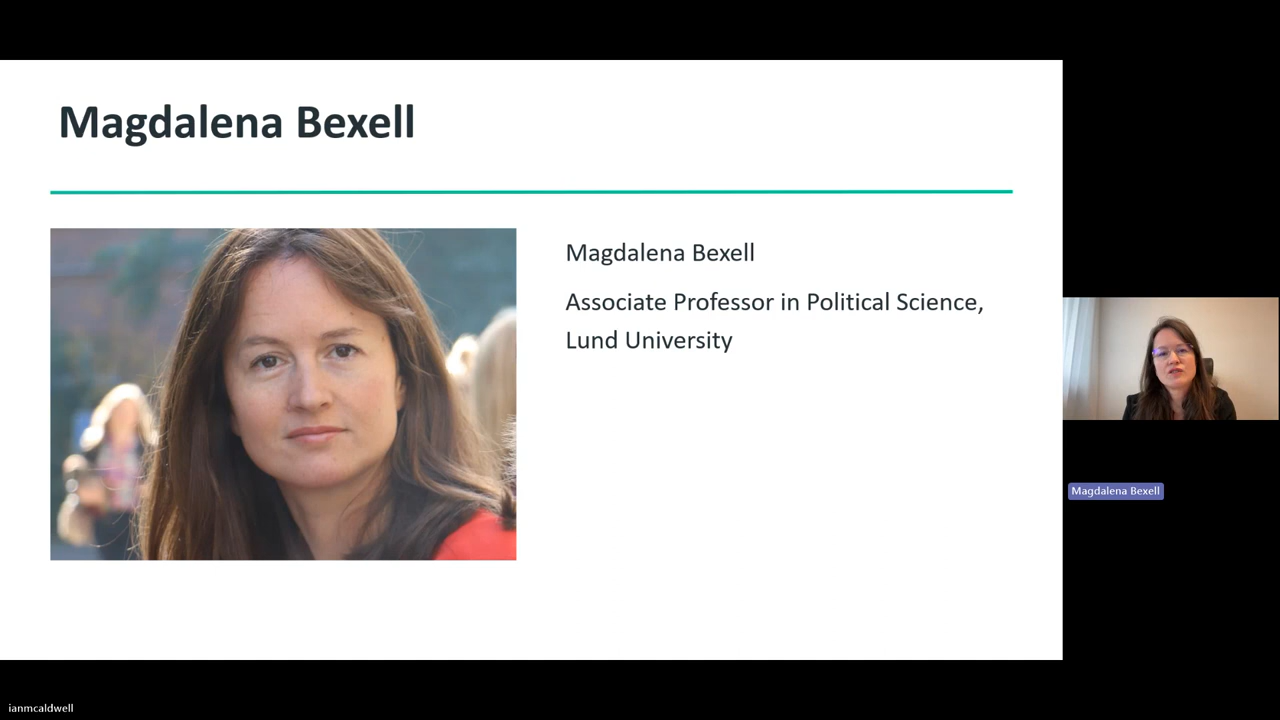 Magdalena Bexell
Magdalena Bexell
Associate Professor in Political Science,
Lund University
Magdalena Bexell
ianmcaldwell